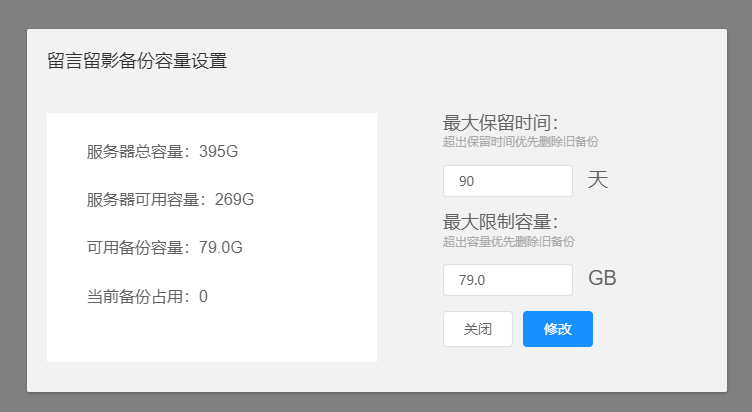 留言留影备份容量设置
服务器总容量：395G
服务器可用容量：269G
可用备份容量：79.0G
当前备份占用：0
最大保留时间：
超出保留时间优先删除旧备份
90 天
最大限制容量：
超出容量优先删除旧备份
79.0 GB
关闭 修改